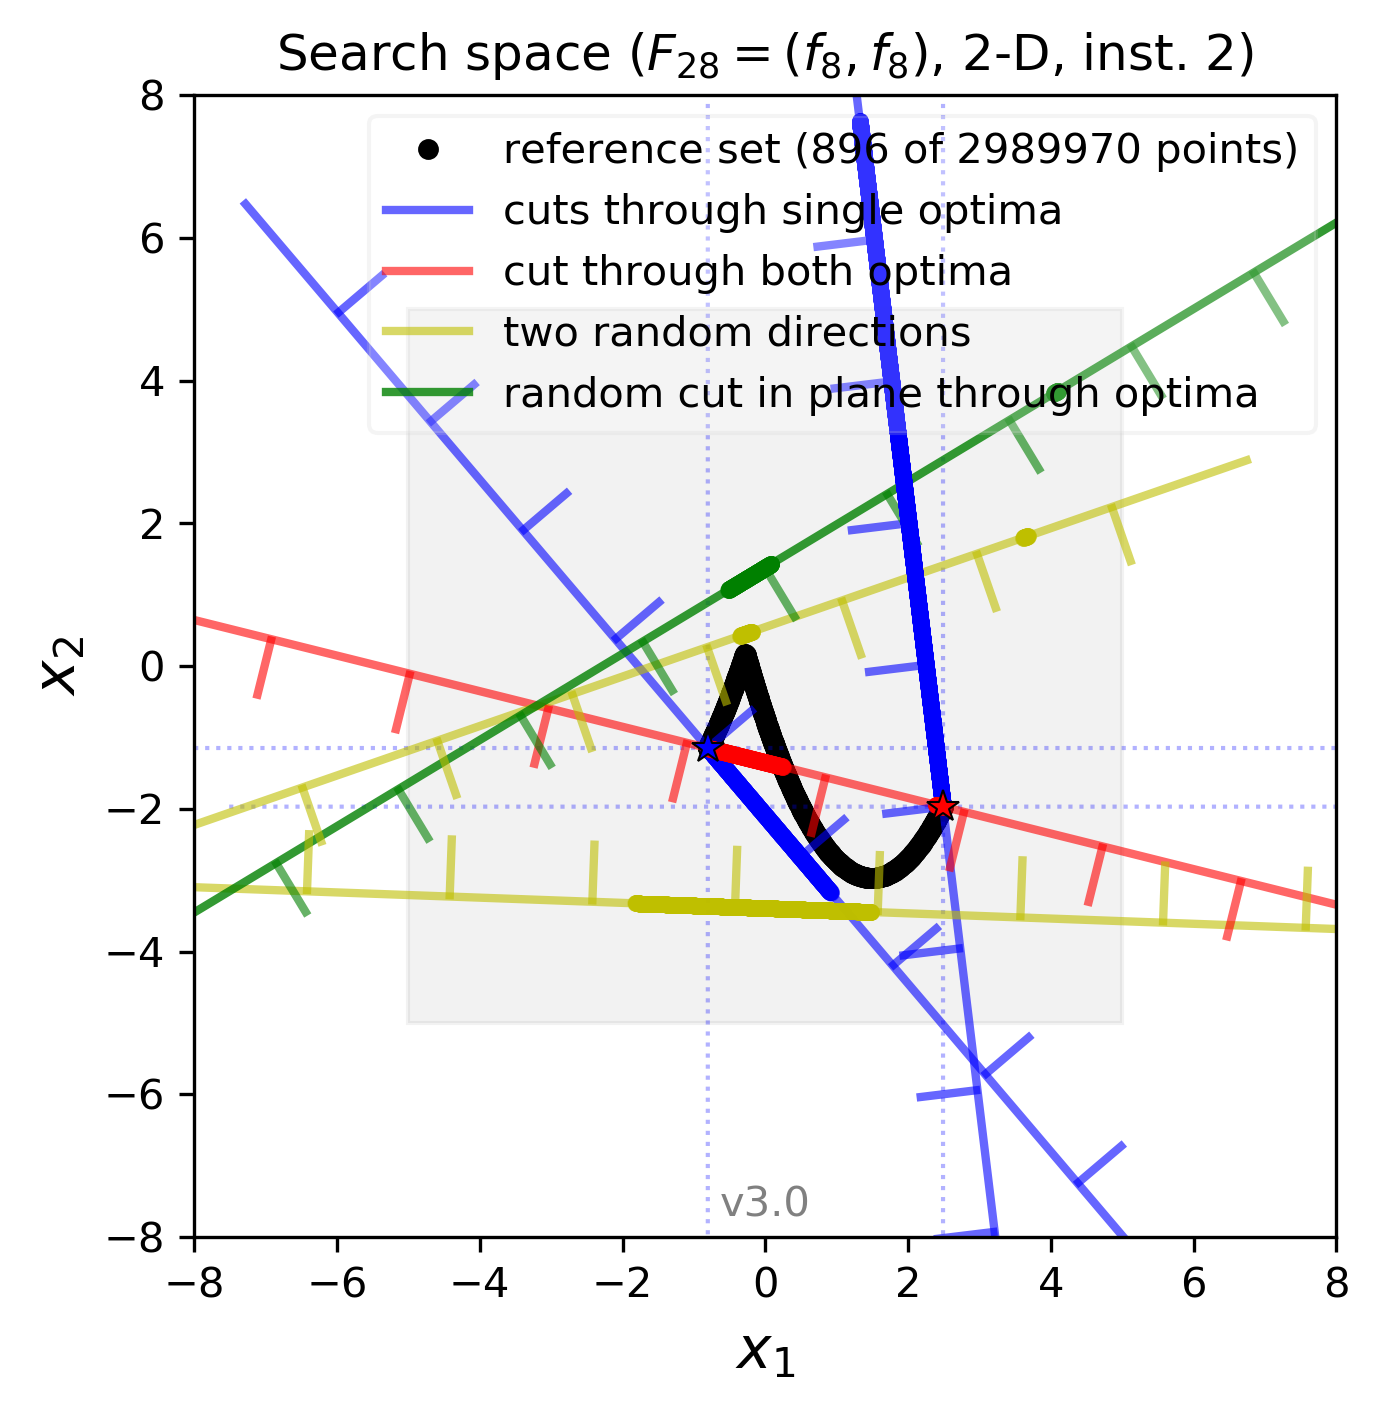 Search space (F28 = (f8, f8), 2-D, inst. 2)
reference set (896 of 2989970 points)
cuts through single optima
cut through both optima
two random directions
random cut in plane through optima
8
6
4
2
0
−2
−4
−6
−8
x2
v3.0
−8 −6 −4 −2 0 2 4 6 8
x1